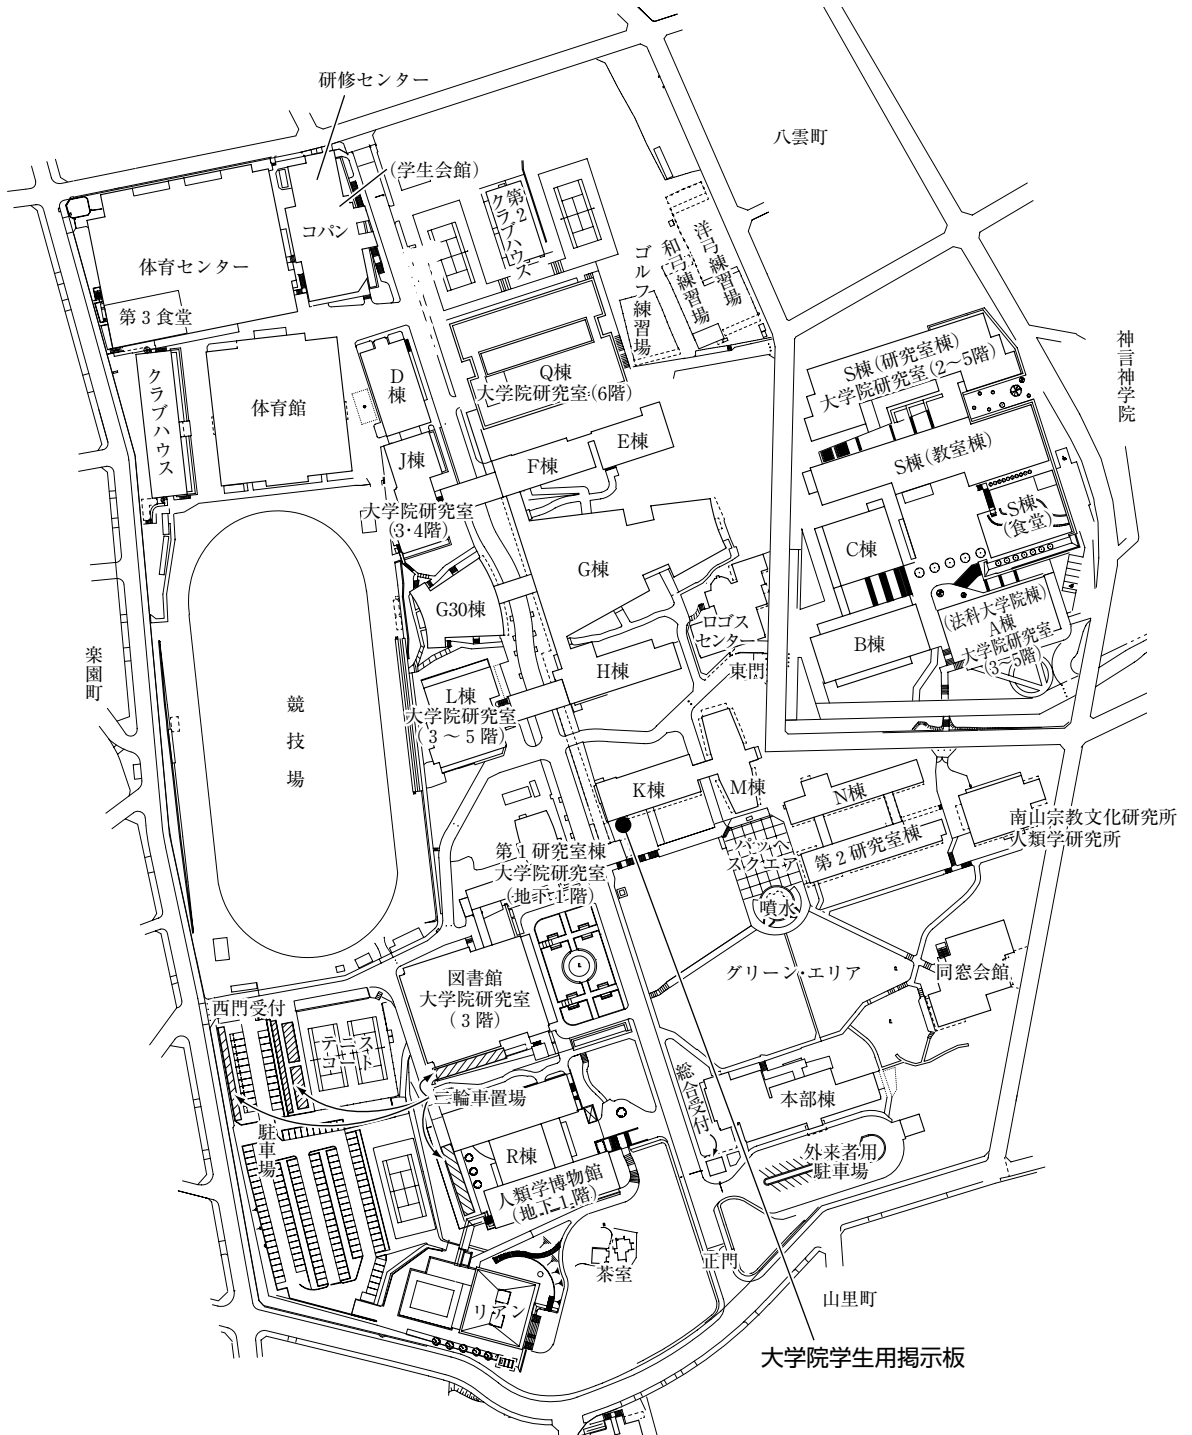 研修センター
八雲町
(学生会館)
コパン
第2
クラブハウス
洋弓練習場
和弓練習場
ゴルフ練習場
体育センター
第3食堂
神言神学院
S棟(研究室棟)
大学院研究室(2～5階)
クラブハウス
体育館
D
棟
Q棟
大学院研究室(6階)
E棟
F棟
J棟
大学院研究室
(3･4階)
S棟(教室棟)
S棟
(食堂)
C棟
G棟
G30棟
ロゴス
センター
B棟
(法科大学院棟)
A棟
大学院研究室
(3～5階)
楽園町
H棟
東門
競技場
L棟
大学院研究室
(3～5階)
K棟
M棟
N棟
南山宗教文化研究所
人類学研究所
パッヘ
スクエア
第2研究室棟
第1研究室棟
大学院研究室
(地下1階)
噴水
グリーン･エリア
同窓会館
図書館
大学院研究室
(3階)
西門受付
テニス
コート
二輪車置場
駐車場
総合受付
本部棟
外来者用
駐車場
R棟
人類学博物館
(地下1階)
茶室
正門
リアン
山里町
大学院学生用掲示板